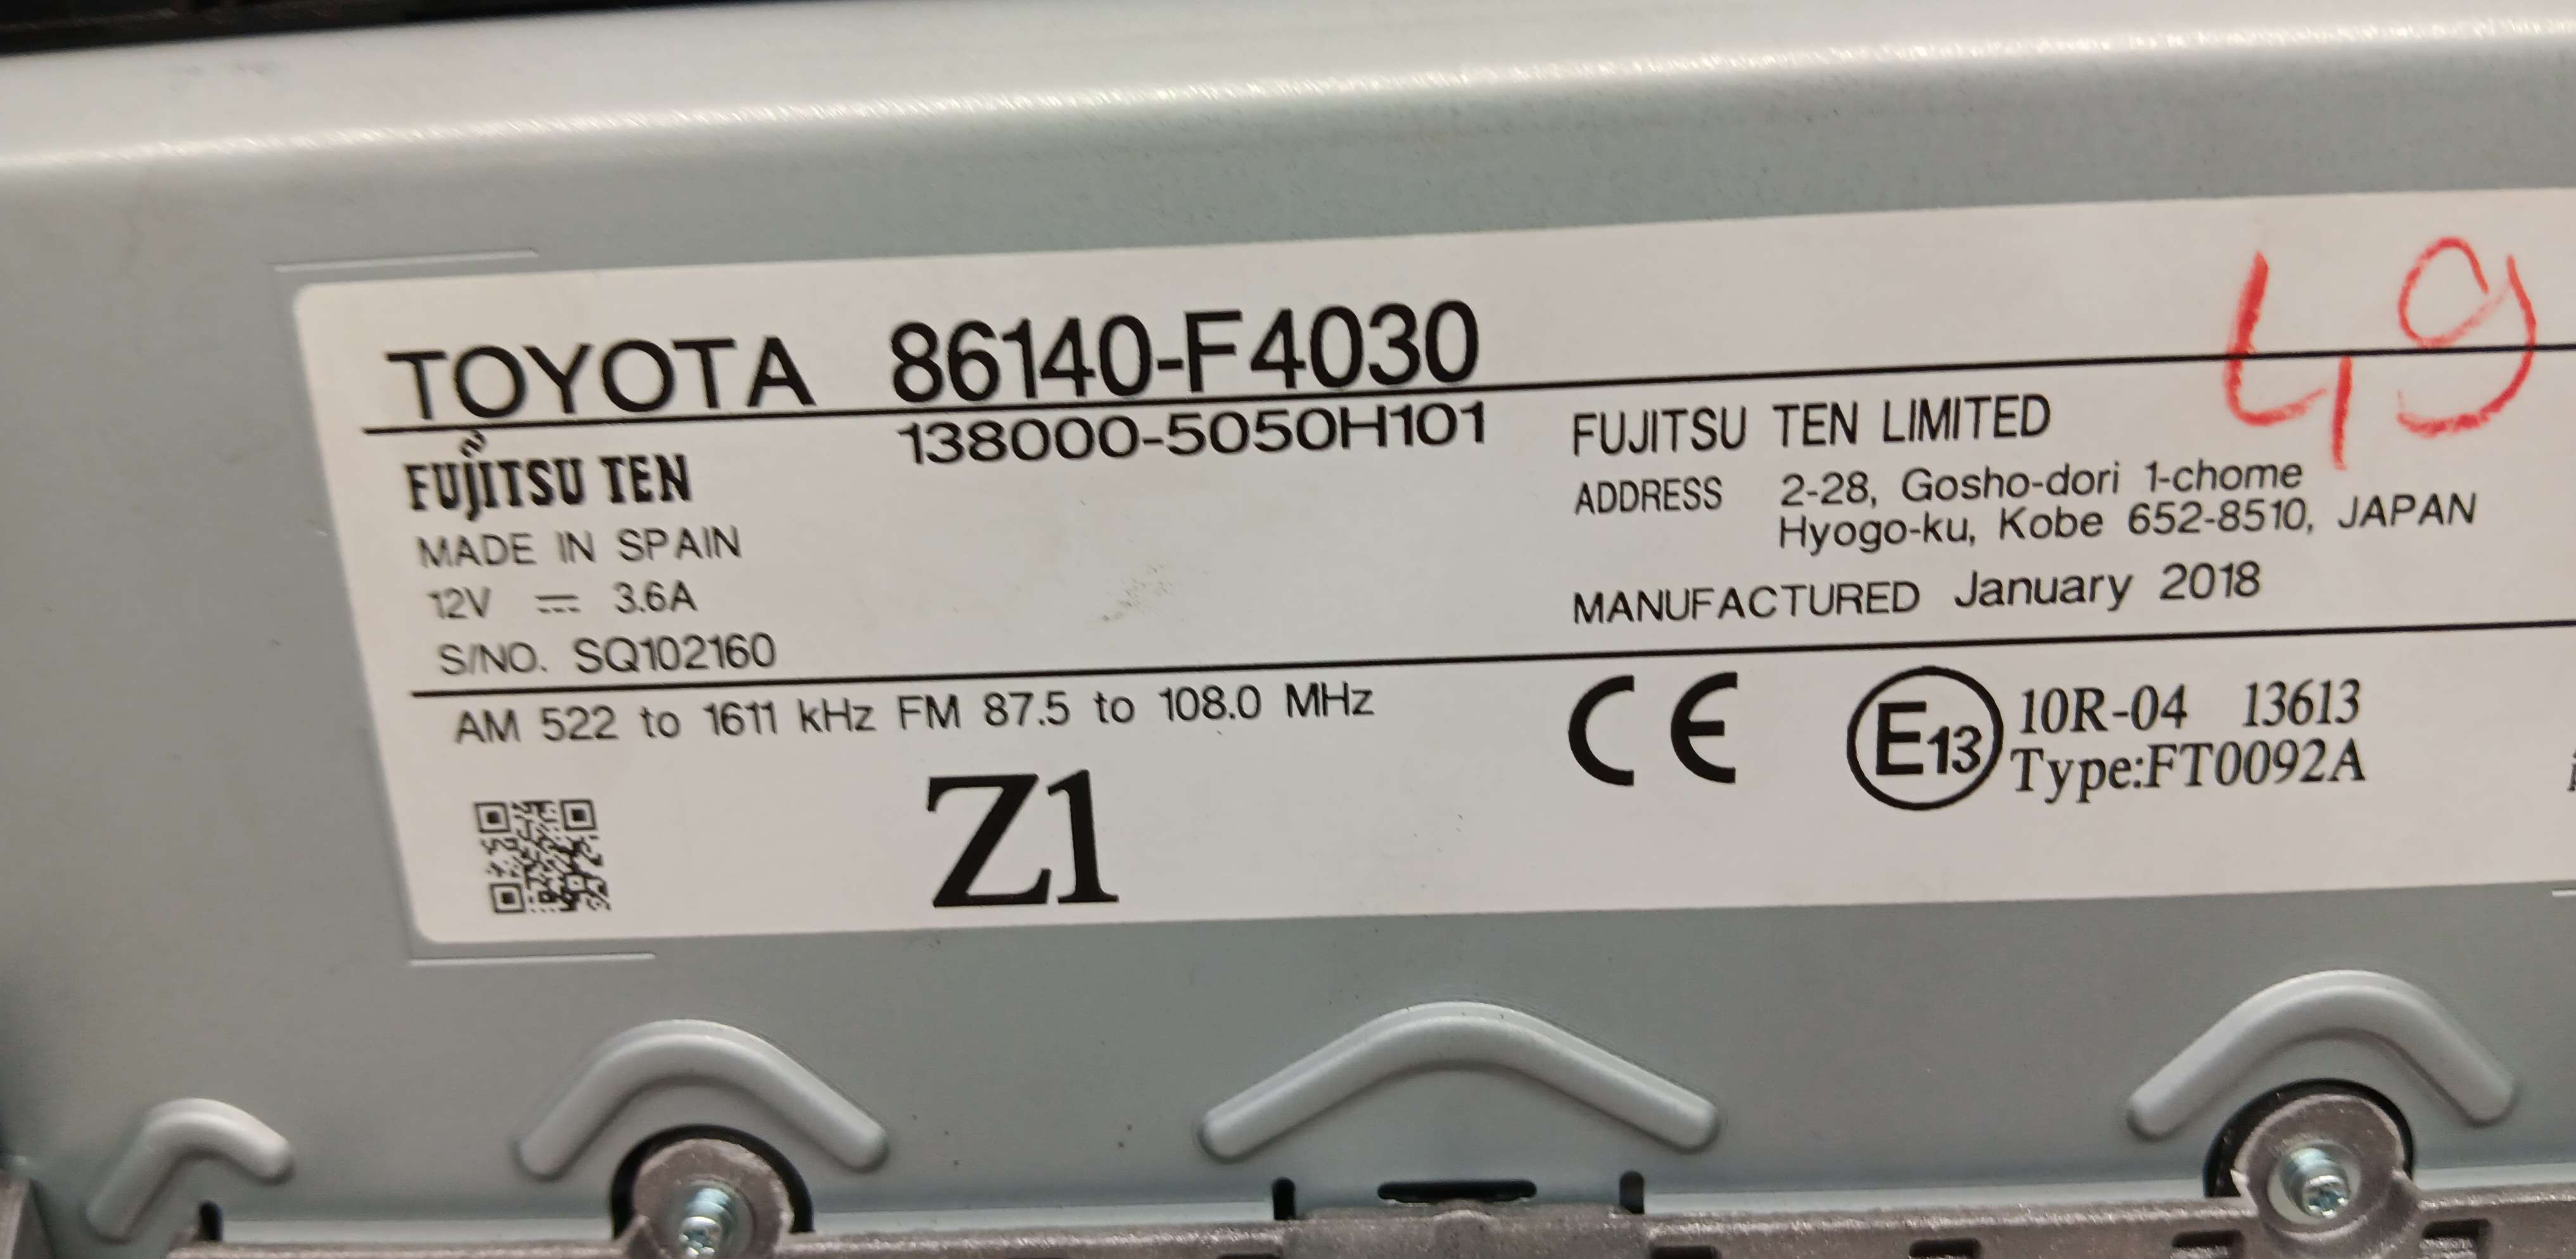 TOYOTA 86140-F4030
49
138000-5050H101
FUJITSU TEN
MADE IN SPAIN
12V ⎓ 3.6A
S/NO. SQ102160
FUJITSU TEN LIMITED
ADDRESS 2-28, Gosho-dori 1-chome
Hyogo-ku, Kobe 652-8510, JAPAN
MANUFACTURED January 2018
AM 522 to 1611 kHz FM 87.5 to 108.0 MHz
Z1
CE
E13
10R-04 13613
Type:FT0092A